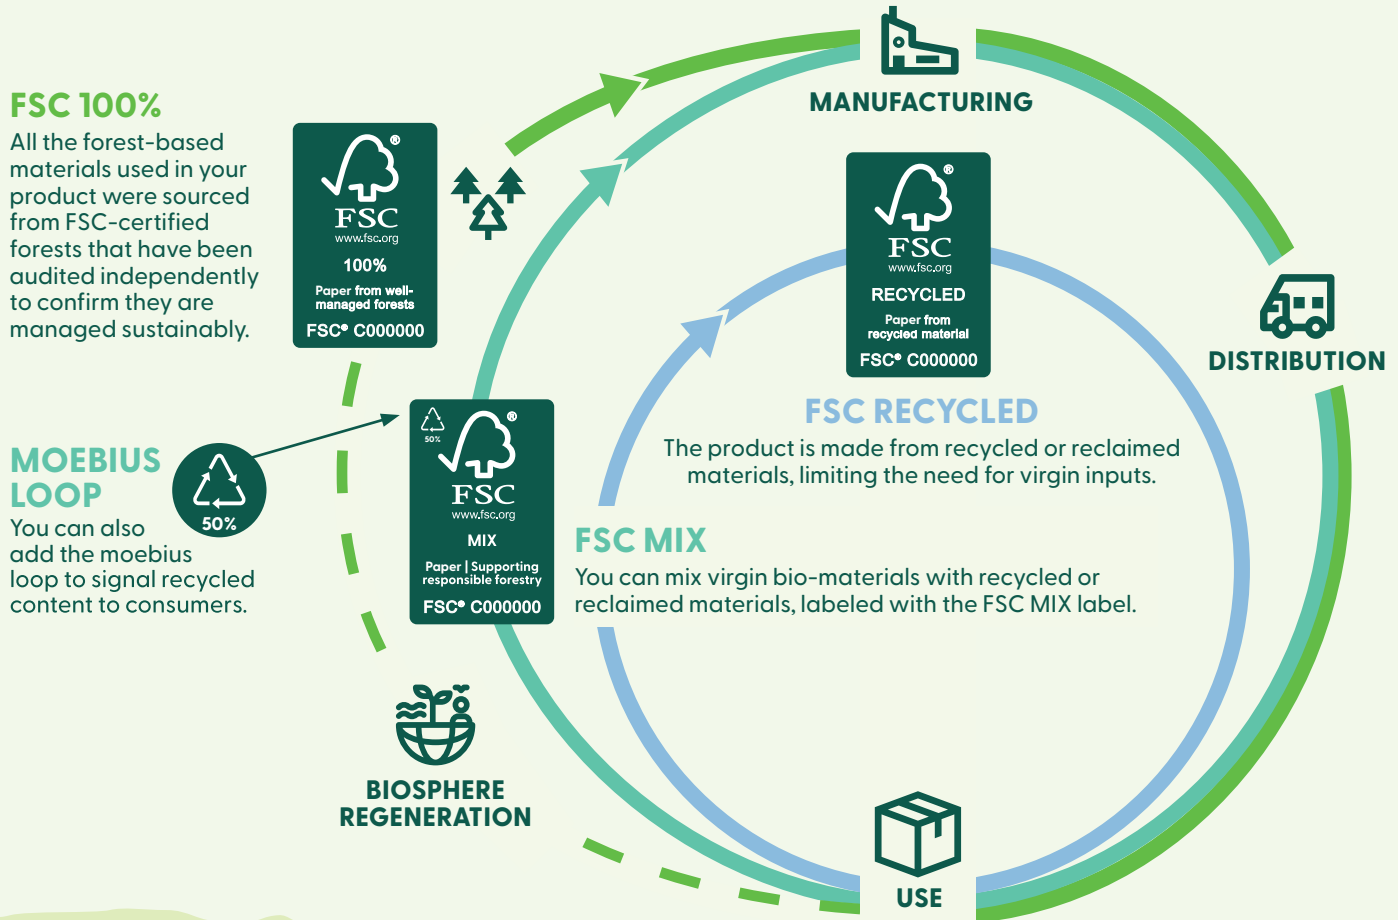 FSC 100%
All the forest-based
materials used in your
product were sourced
from FSC-certified
forests that have been
audited independently
to confirm they are
managed sustainably.
®
FSC
www.fsc.org
100%
Paper from well-
managed forests
FSC® C000000
MANUFACTURING
®
FSC
www.fsc.org
RECYCLED
Paper from
recycled material
FSC® C000000
DISTRIBUTION
FSC RECYCLED
The product is made from recycled or reclaimed
materials, limiting the need for virgin inputs.
MOEBIUS
LOOP
50%
You can also
add the moebius
loop to signal recycled
content to consumers.
50%
®
FSC
www.fsc.org
MIX
Paper | Supporting
responsible forestry
FSC® C000000
FSC MIX
You can mix virgin bio-materials with recycled or
reclaimed materials, labeled with the FSC MIX label.
BIOSPHERE
REGENERATION
USE